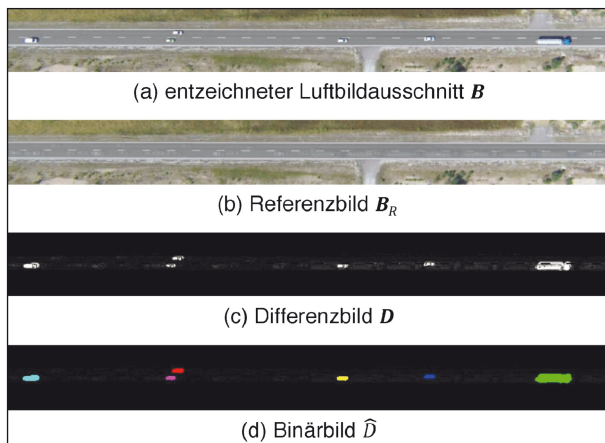 (a) entzeichneter Luftbildausschnitt B
(b) Referenzbild B_R
(c) Differenzbild D
(d) Binärbild D̂